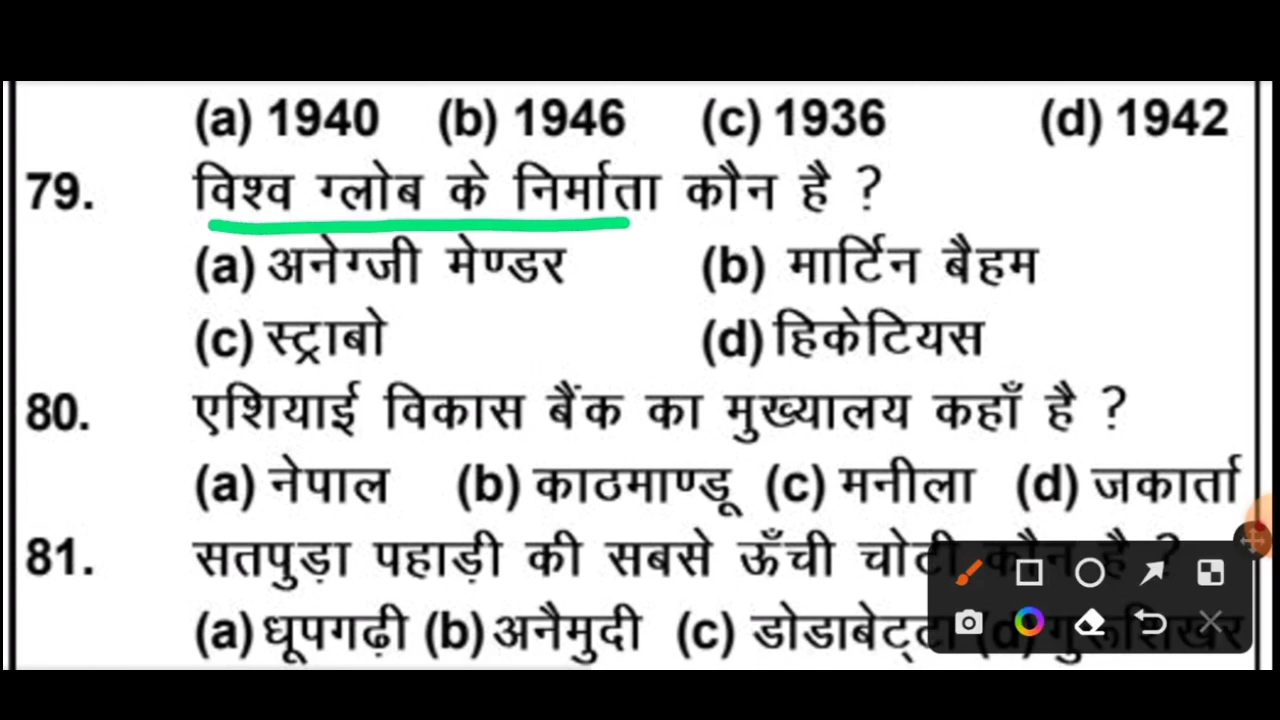 (a) 1940 (b) 1946 (c) 1936 (d) 1942
79. विश्व ग्लोब के निर्माता कौन है ?
(a) अनेग्जी मेण्डर (b) मार्टिन बैहम
(c) स्ट्राबो (d) हिकेटियस
80. एशियाई विकास बैंक का मुख्यालय कहाँ है ?
(a) नेपाल (b) काठमाण्डू (c) मनीला (d) जकार्ता
81. सतपुड़ा पहाड़ी की सबसे ऊँची चोटी कौन है ?
(a) धूपगढ़ी (b) अनैमुदी (c) डोडाबेट्टा (d) गुरूशिखर